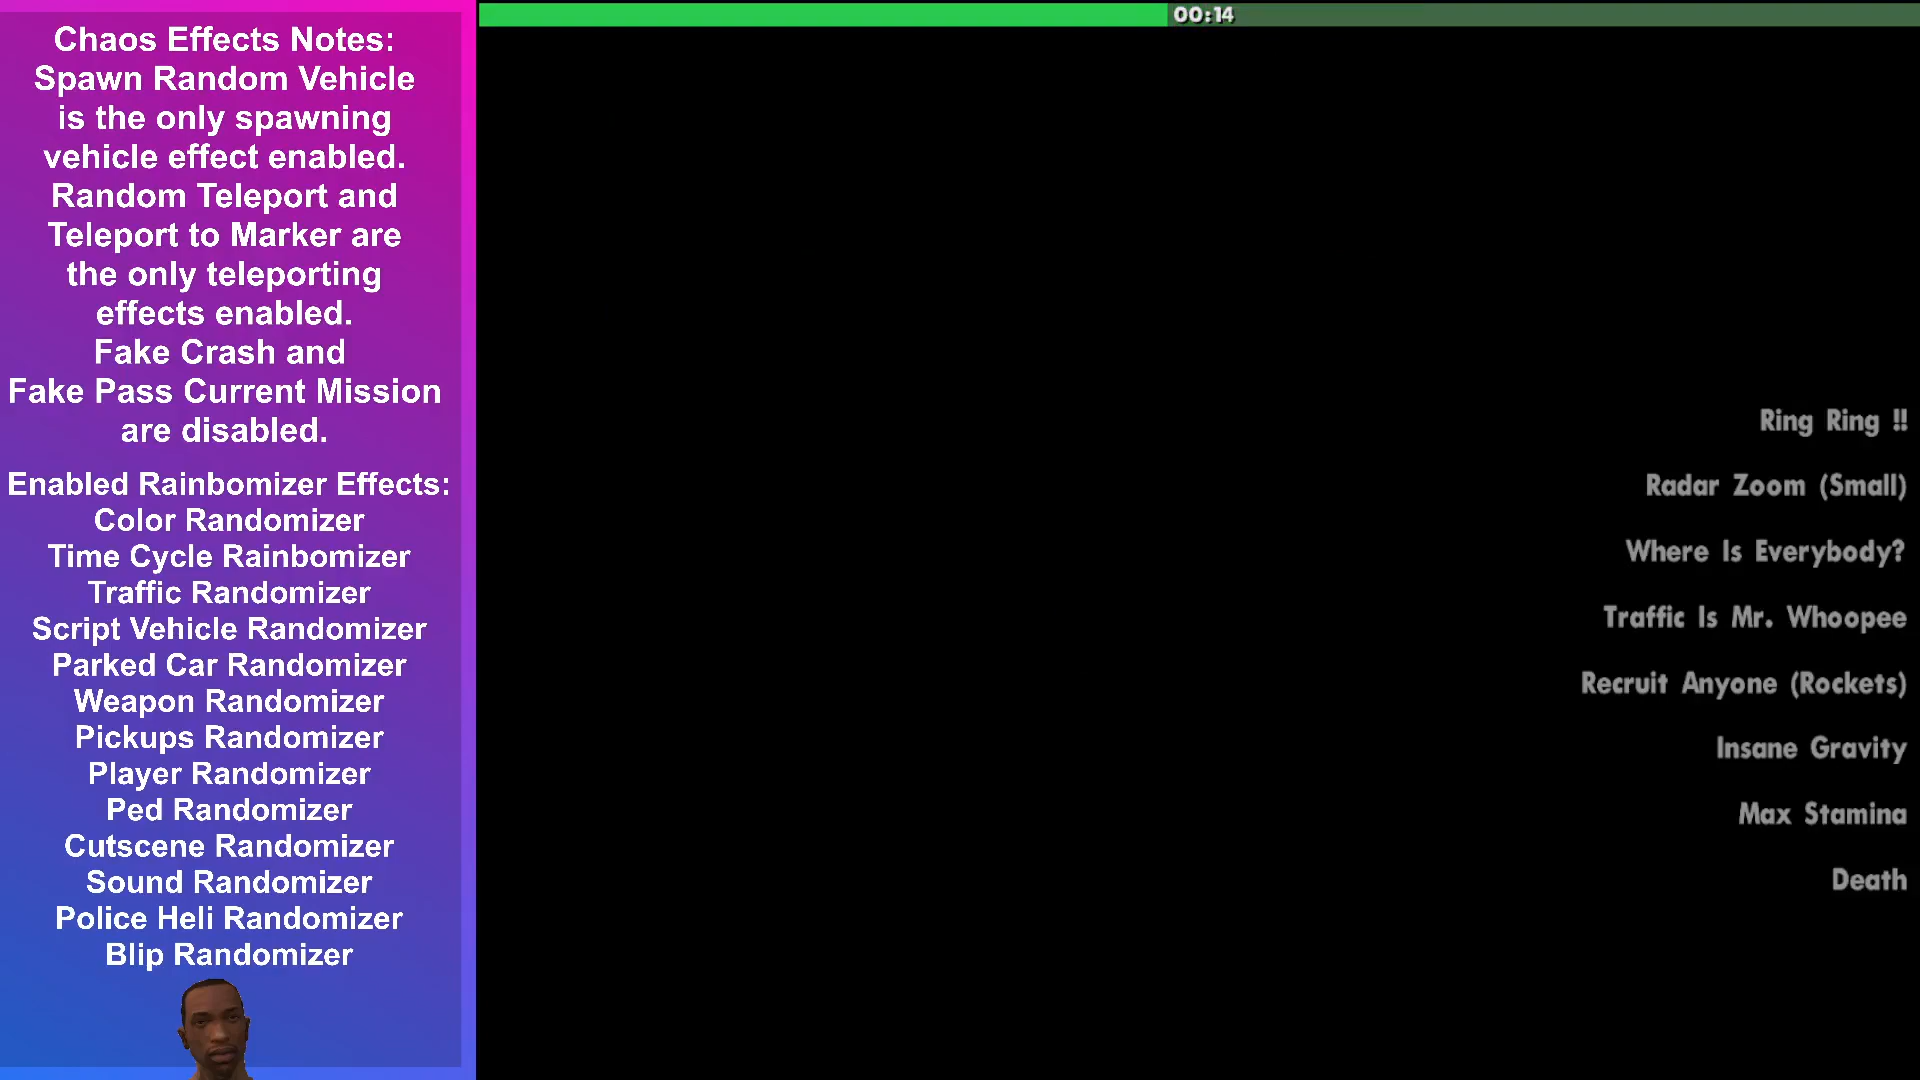 Chaos Effects Notes:
Spawn Random Vehicle
is the only spawning
vehicle effect enabled.
Random Teleport and
Teleport to Marker are
the only teleporting
effects enabled.
Fake Crash and
Fake Pass Current Mission
are disabled.
Enabled Rainbomizer Effects:
Color Randomizer
Time Cycle Rainbomizer
Traffic Randomizer
Script Vehicle Randomizer
Parked Car Randomizer
Weapon Randomizer
Pickups Randomizer
Player Randomizer
Ped Randomizer
Cutscene Randomizer
Sound Randomizer
Police Heli Randomizer
Blip Randomizer
00:14
Ring Ring !!
Radar Zoom (Small)
Where Is Everybody?
Traffic Is Mr. Whoopee
Recruit Anyone (Rockets)
Insane Gravity
Max Stamina
Death